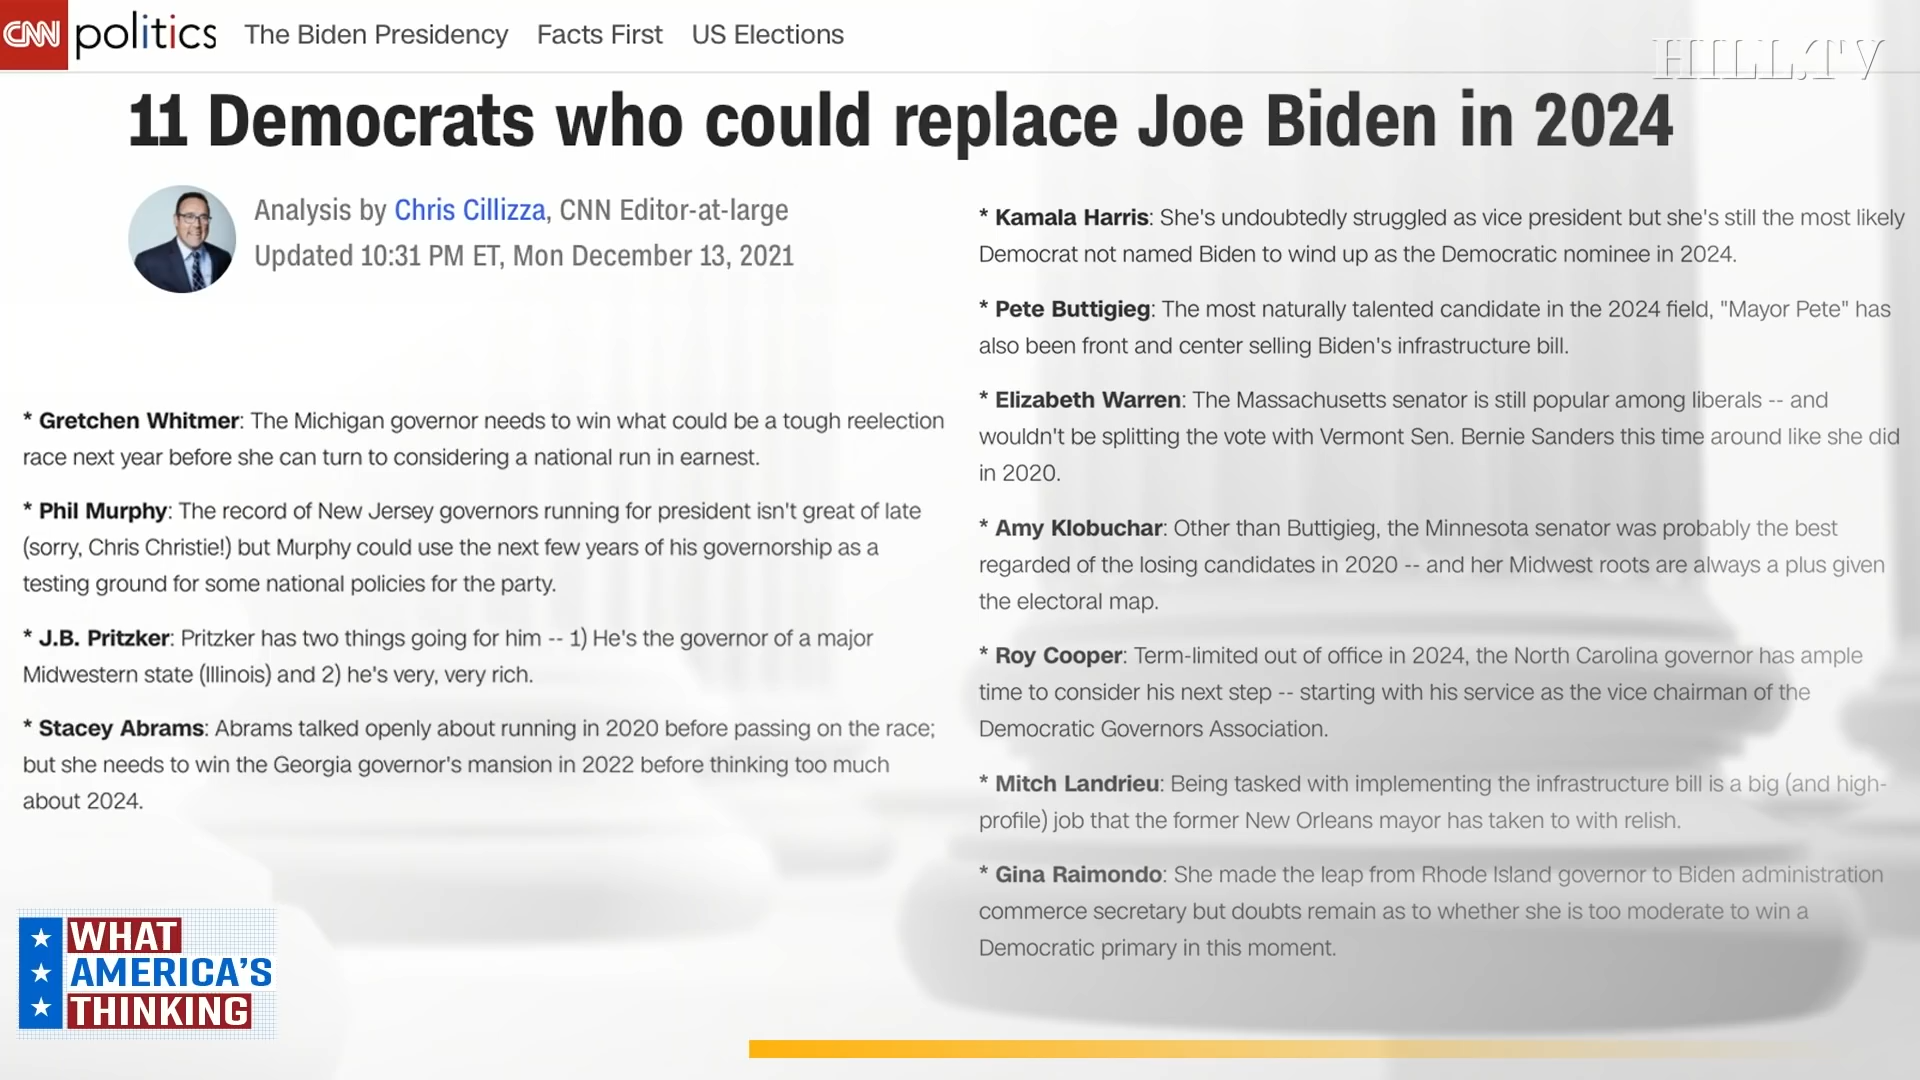 CNN politics The Biden Presidency Facts First US Elections
HILL.TV
11 Democrats who could replace Joe Biden in 2024
Analysis by Chris Cillizza, CNN Editor-at-large
Updated 10:31 PM ET, Mon December 13, 2021
* Gretchen Whitmer: The Michigan governor needs to win what could be a tough reelection
race next year before she can turn to considering a national run in earnest.
* Phil Murphy: The record of New Jersey governors running for president isn't great of late
(sorry, Chris Christie!) but Murphy could use the next few years of his governorship as a
testing ground for some national policies for the party.
* J.B. Pritzker: Pritzker has two things going for him -- 1) He's the governor of a major
Midwestern state (Illinois) and 2) he's very, very rich.
* Stacey Abrams: Abrams talked openly about running in 2020 before passing on the race;
but she needs to win the Georgia governor's mansion in 2022 before thinking too much
about 2024.
* Kamala Harris: She's undoubtedly struggled as vice president but she's still the most likely
Democrat not named Biden to wind up as the Democratic nominee in 2024.
* Pete Buttigieg: The most naturally talented candidate in the 2024 field, "Mayor Pete" has
also been front and center selling Biden's infrastructure bill.
* Elizabeth Warren: The Massachusetts senator is still popular among liberals -- and
wouldn't be splitting the vote with Vermont Sen. Bernie Sanders this time around like she did
in 2020.
* Amy Klobuchar: Other than Buttigieg, the Minnesota senator was probably the best
regarded of the losing candidates in 2020 -- and her Midwest roots are always a plus given
the electoral map.
* Roy Cooper: Term-limited out of office in 2024, the North Carolina governor has ample
time to consider his next step -- starting with his service as the vice chairman of the
Democratic Governors Association.
* Mitch Landrieu: Being tasked with implementing the infrastructure bill is a big (and high-
profile) job that the former New Orleans mayor has taken to with relish.
* Gina Raimondo: She made the leap from Rhode Island governor to Biden administration
commerce secretary but doubts remain as to whether she is too moderate to win a
Democratic primary in this moment.
WHAT
AMERICA'S
THINKING